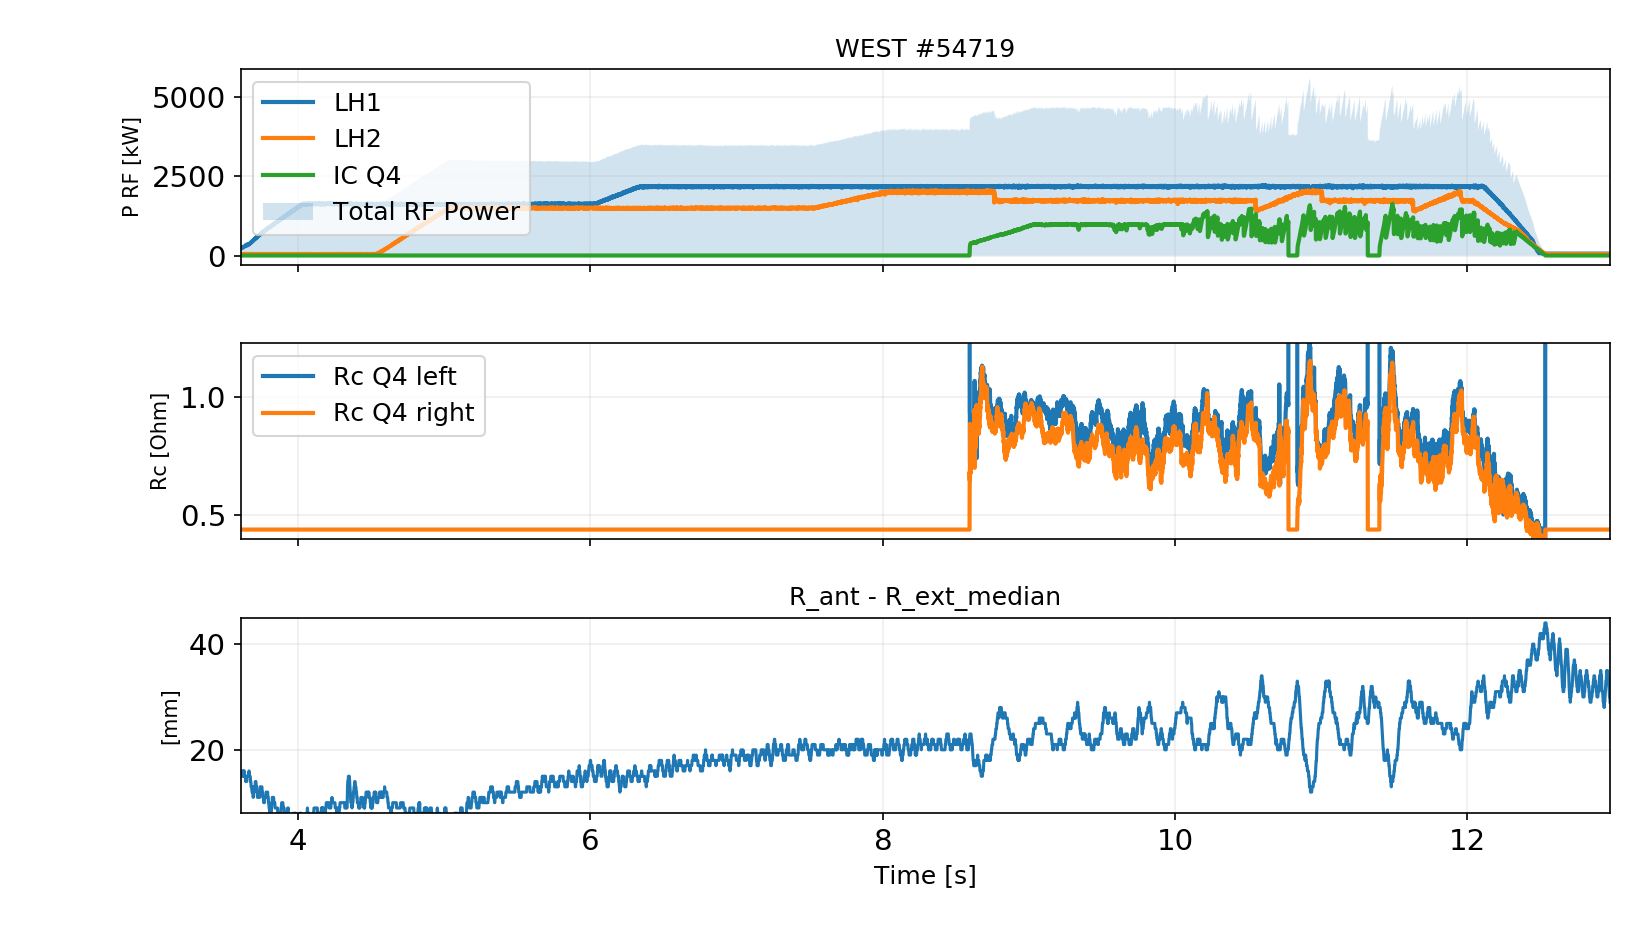 WEST #54719
P RF [kW]
5000
2500
0
LH1
LH2
IC Q4
Total RF Power
Rc [Ohm]
1.0
0.5
Rc Q4 left
Rc Q4 right
R_ant - R_ext_median
[mm]
40
20
4 6 8 10 12
Time [s]